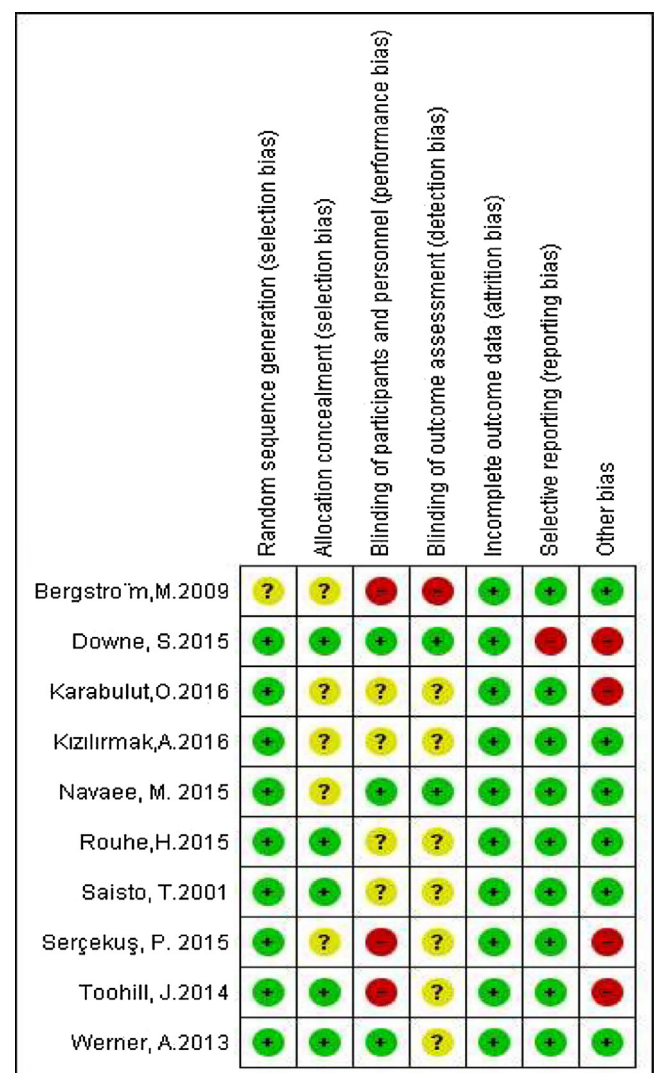 Random sequence generation (selection bias)
Allocation concealment (selection bias)
Blinding of participants and personnel (performance bias)
Blinding of outcome assessment (detection bias)
Incomplete outcome data (attrition bias)
Selective reporting (reporting bias)
Other bias
Bergstro¨m,M.2009 ? ? - - + + +
Downe, S.2015 + + + + + - -
Karabulut,O.2016 + ? ? ? + + -
Kızılırmak,A.2016 + ? ? ? + + +
Navaee, M. 2015 + ? + + + + +
Rouhe,H.2015 + + ? ? + + +
Saisto, T.2001 + + ? ? + + +
Serçekuş, P. 2015 + ? - ? + + -
Toohill, J.2014 + + - ? + + -
Werner, A.2013 + + + ? + + +